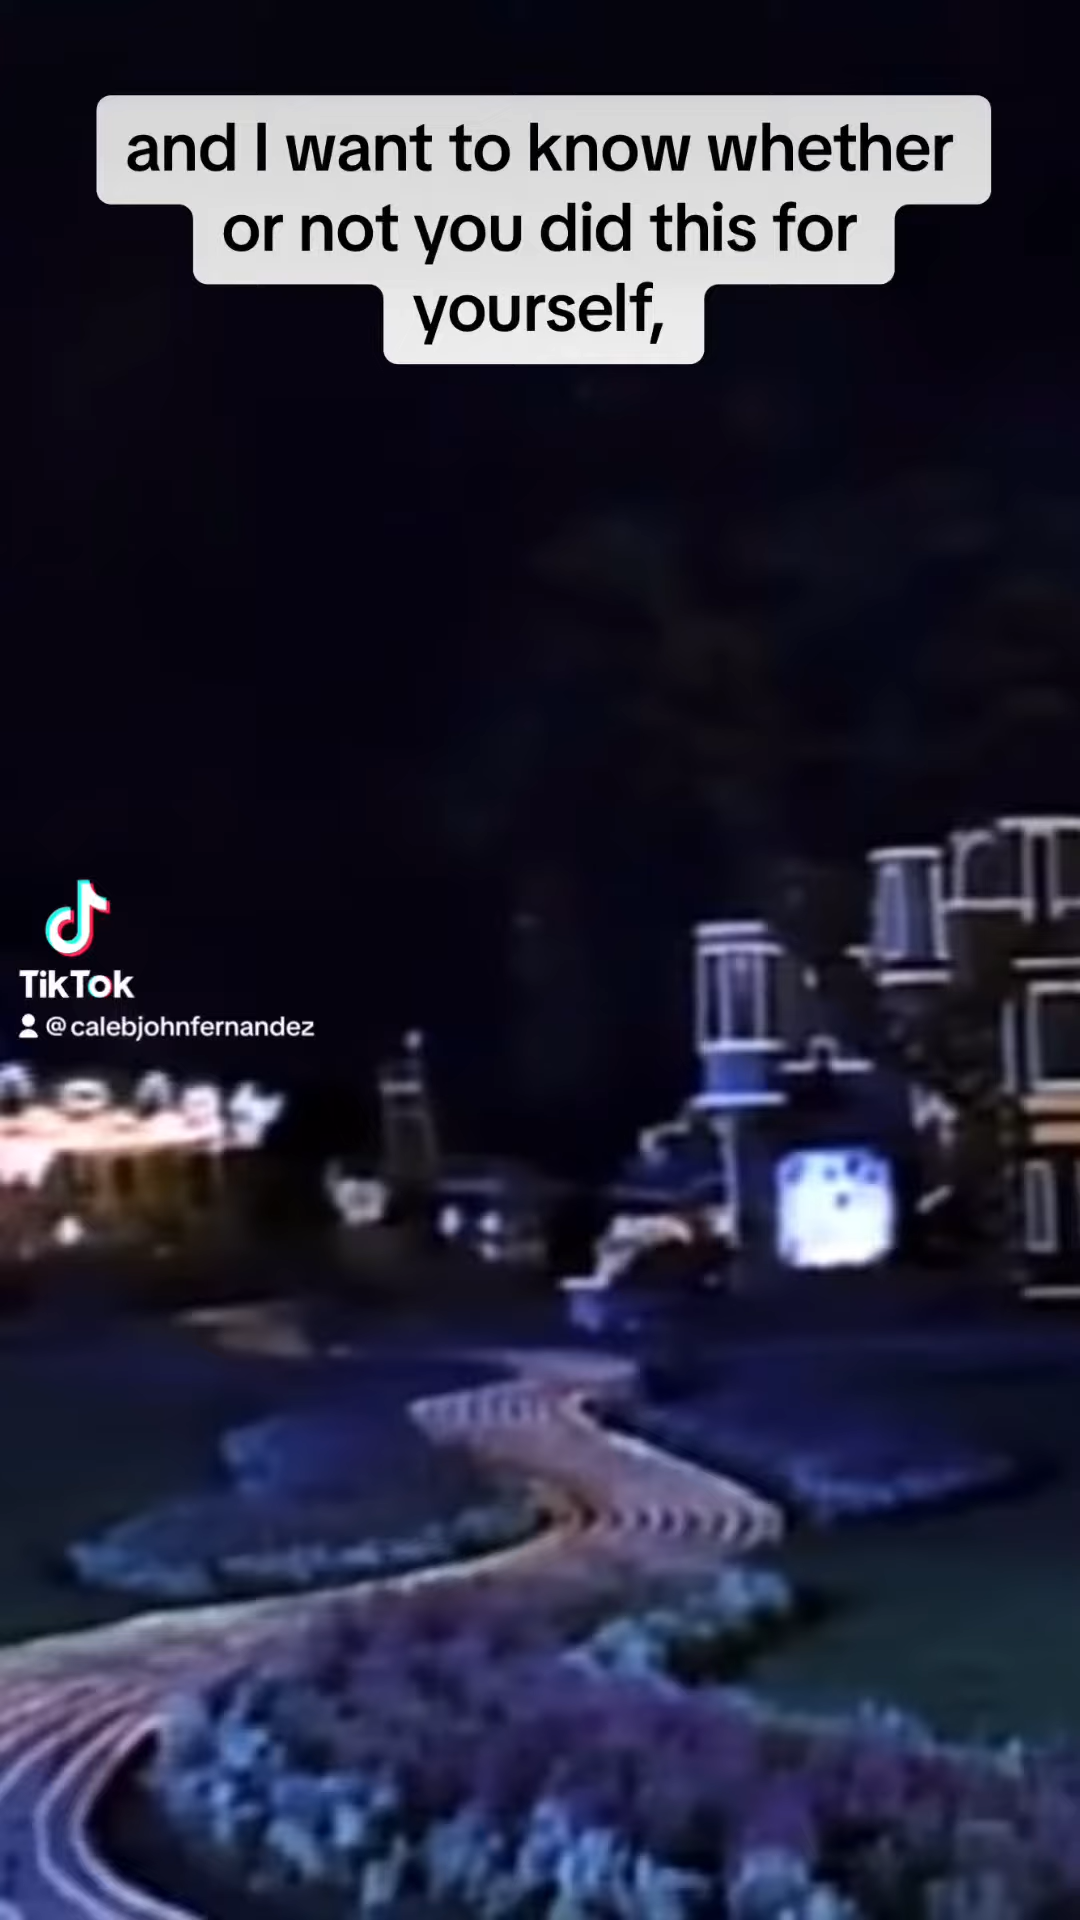 and I want to know whether
or not you did this for
yourself,
TikTok
@calebjohnfernandez